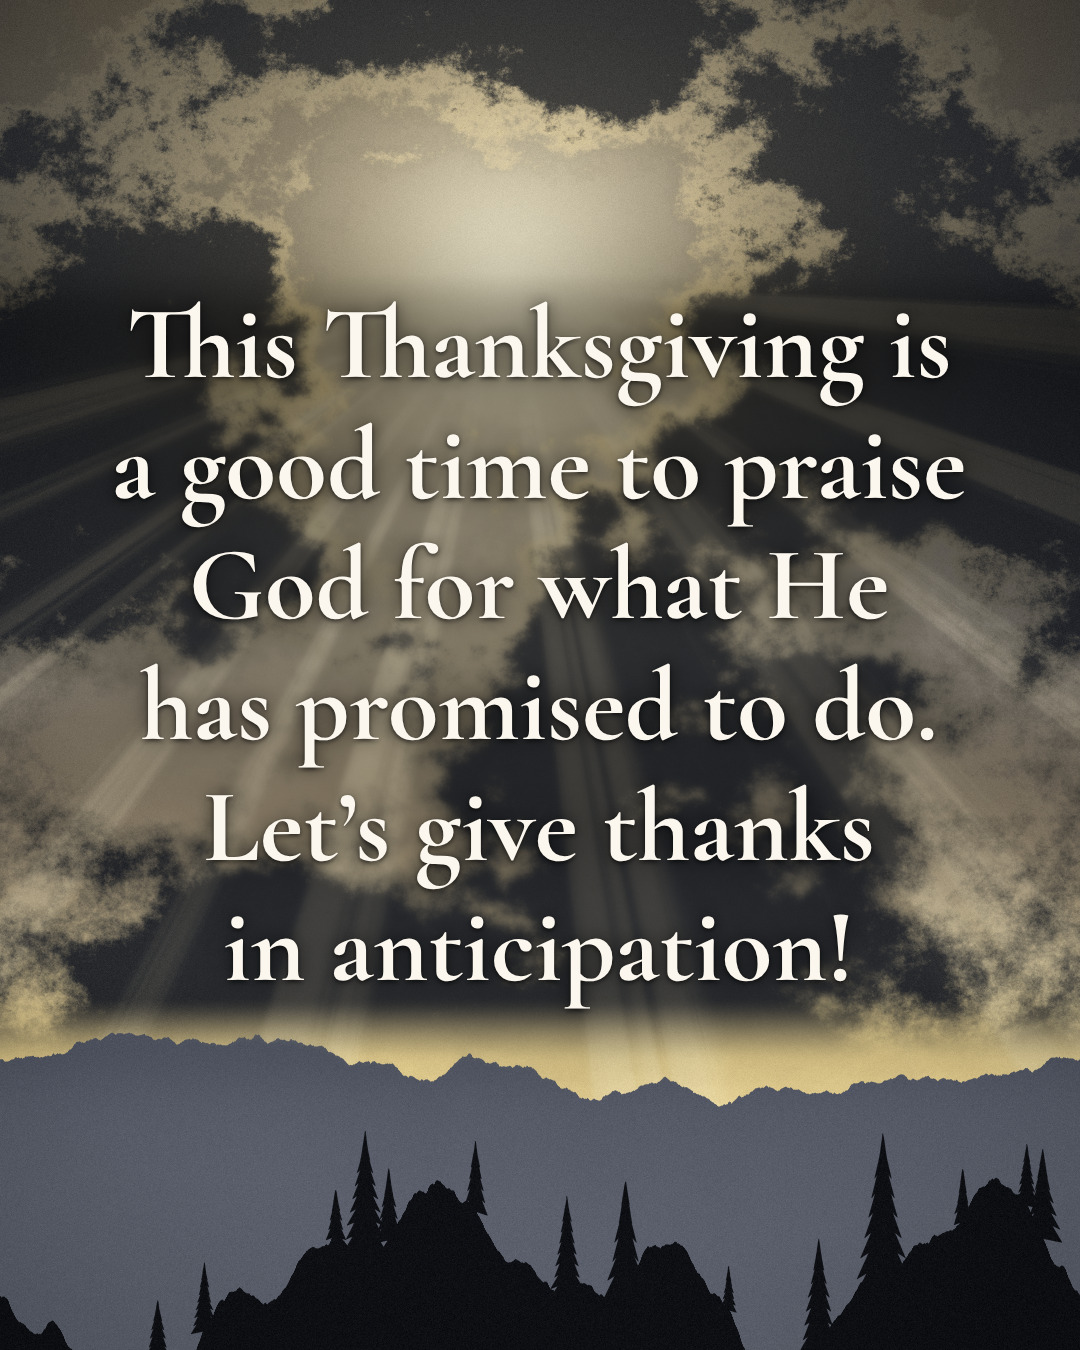 This Thanksgiving is
a good time to praise
God for what He
has promised to do.
Let’s give thanks
in anticipation!